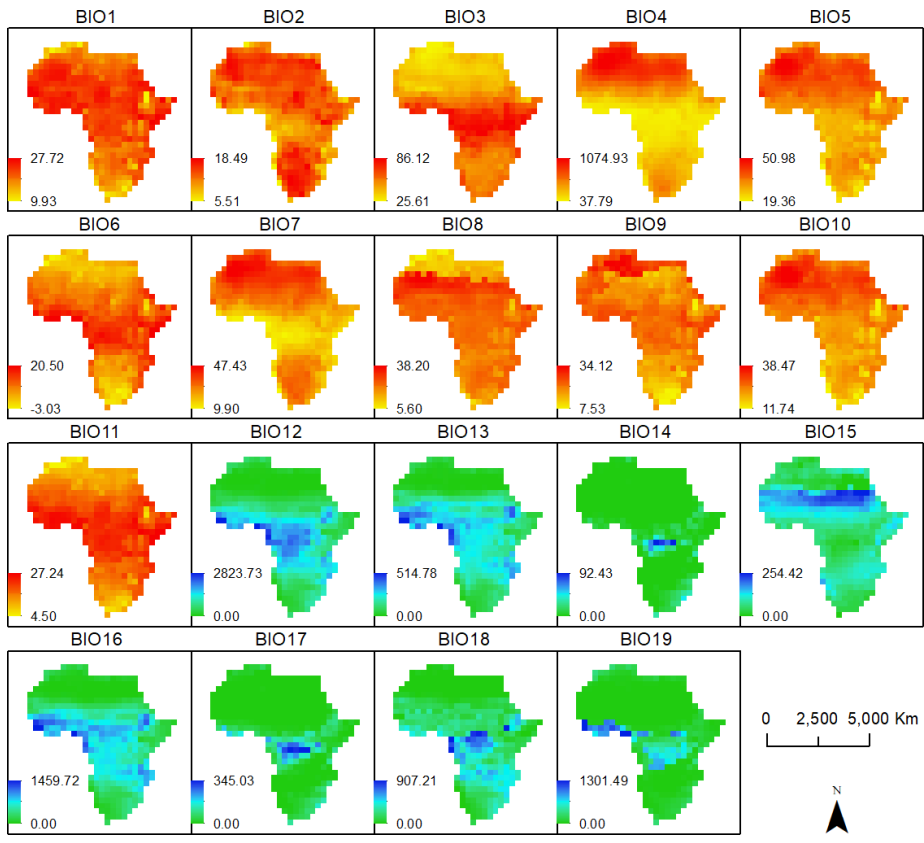 BIO1 BIO2 BIO3 BIO4 BIO5
27.72 18.49 86.12 1074.93 50.98
9.93 5.51 25.61 37.79 19.36
BIO6 BIO7 BIO8 BIO9 BIO10
20.50 47.43 38.20 34.12 38.47
-3.03 9.90 5.60 7.53 11.74
BIO11 BIO12 BIO13 BIO14 BIO15
27.24 2823.73 514.78 92.43 254.42
4.50 0.00 0.00 0.00 0.00
BIO16 BIO17 BIO18 BIO19
0 2,500 5,000 Km
1459.72 345.03 907.21 1301.49
N
0.00 0.00 0.00 0.00